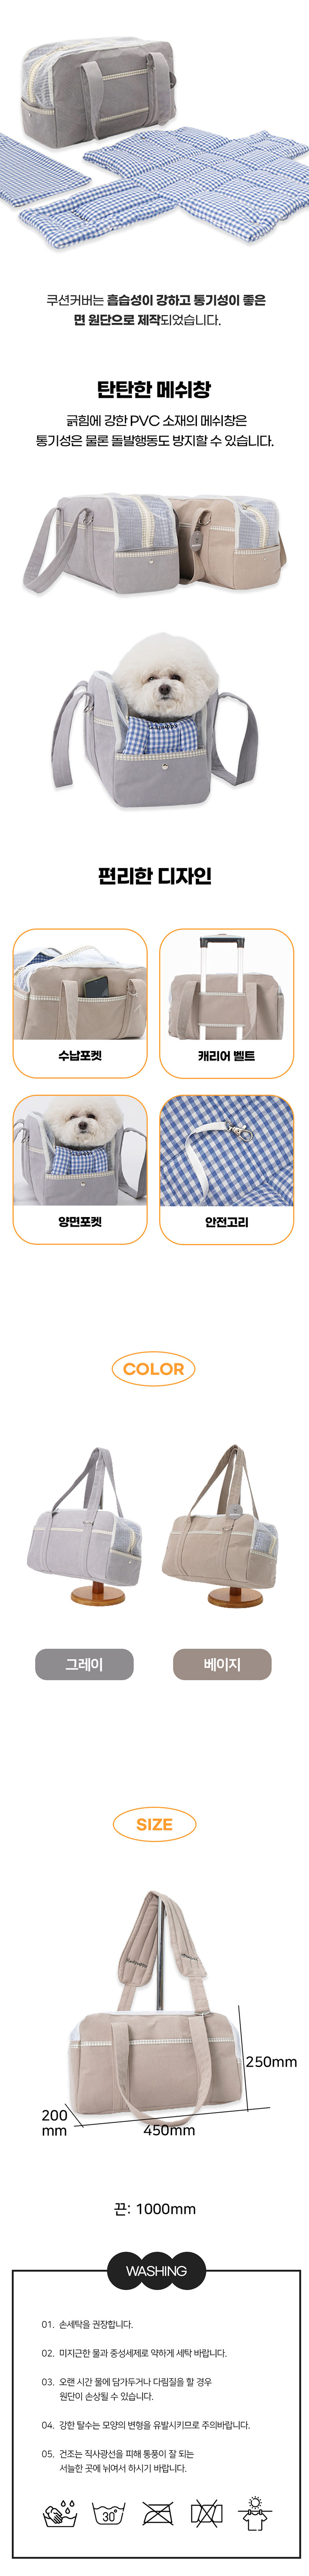 쿠션커버는 흡습성이 강하고 통기성이 좋은
면 원단으로 제작되었습니다.
탄탄한 메쉬창
긁힘에 강한 PVC 소재의 메쉬창은
통기성은 물론 돌발행동도 방지할 수 있습니다.
편리한 디자인
수납포켓
캐리어 벨트
양면포켓
안전고리
COLOR
그레이
베이지
SIZE
250mm
200
mm
450mm
끈: 1000mm
WASHING
01. 손세탁을 권장합니다.
02. 미지근한 물과 중성세제로 약하게 세탁 바랍니다.
03. 오랜 시간 물에 담가두거나 다림질을 할 경우
원단이 손상될 수 있습니다.
04. 강한 탈수는 모양의 변형을 유발시키므로 주의바랍니다.
05. 건조는 직사광선을 피해 통풍이 잘 되는
서늘한 곳에 뉘여서 하시기 바랍니다.
30°